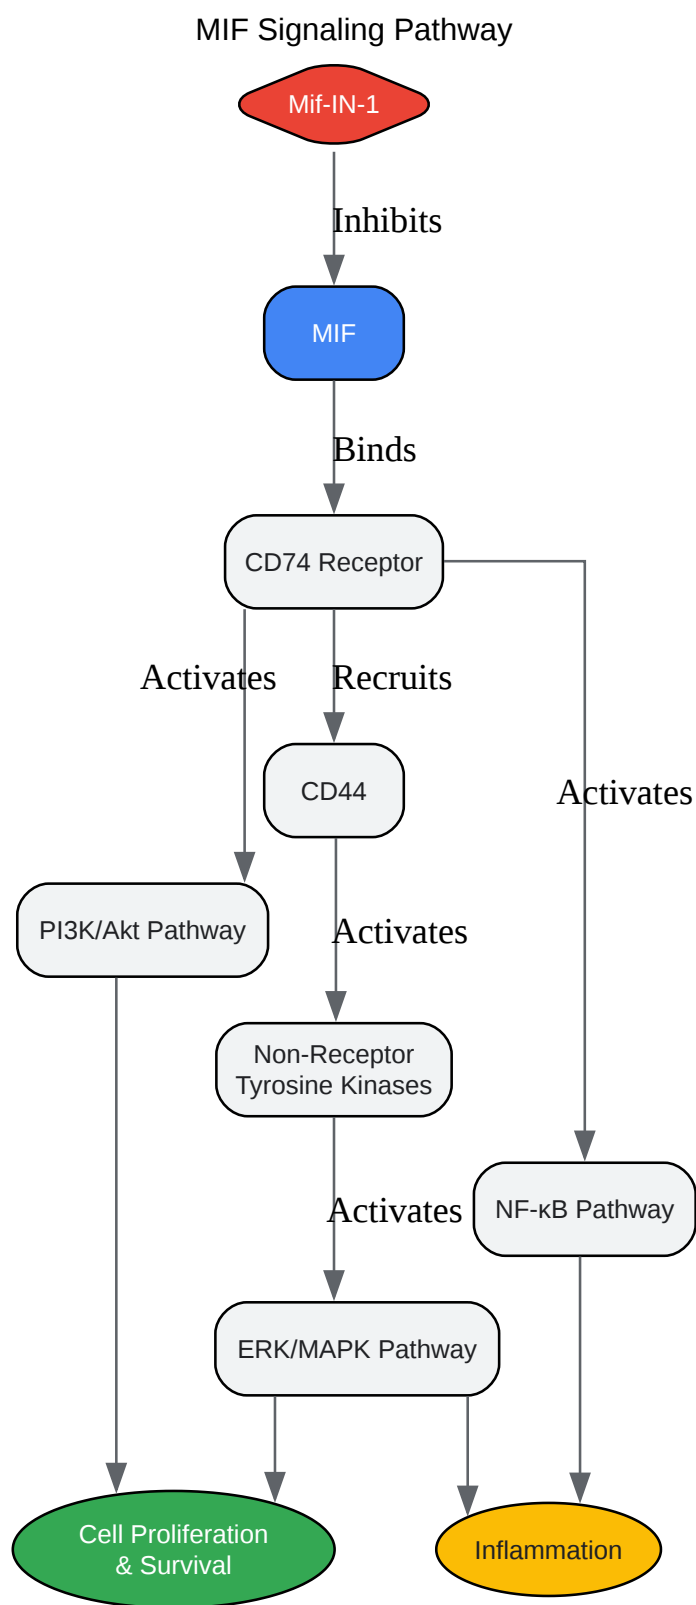 MIF Signaling Pathway
Mif-IN-1
Inhibits
MIF
Binds
CD74 Receptor
Activates
Recruits
CD44
Activates
PI3K/Akt Pathway
Activates
Non-Receptor
Tyrosine Kinases
Activates
NF-κB Pathway
ERK/MAPK Pathway
Cell Proliferation
& Survival
Inflammation